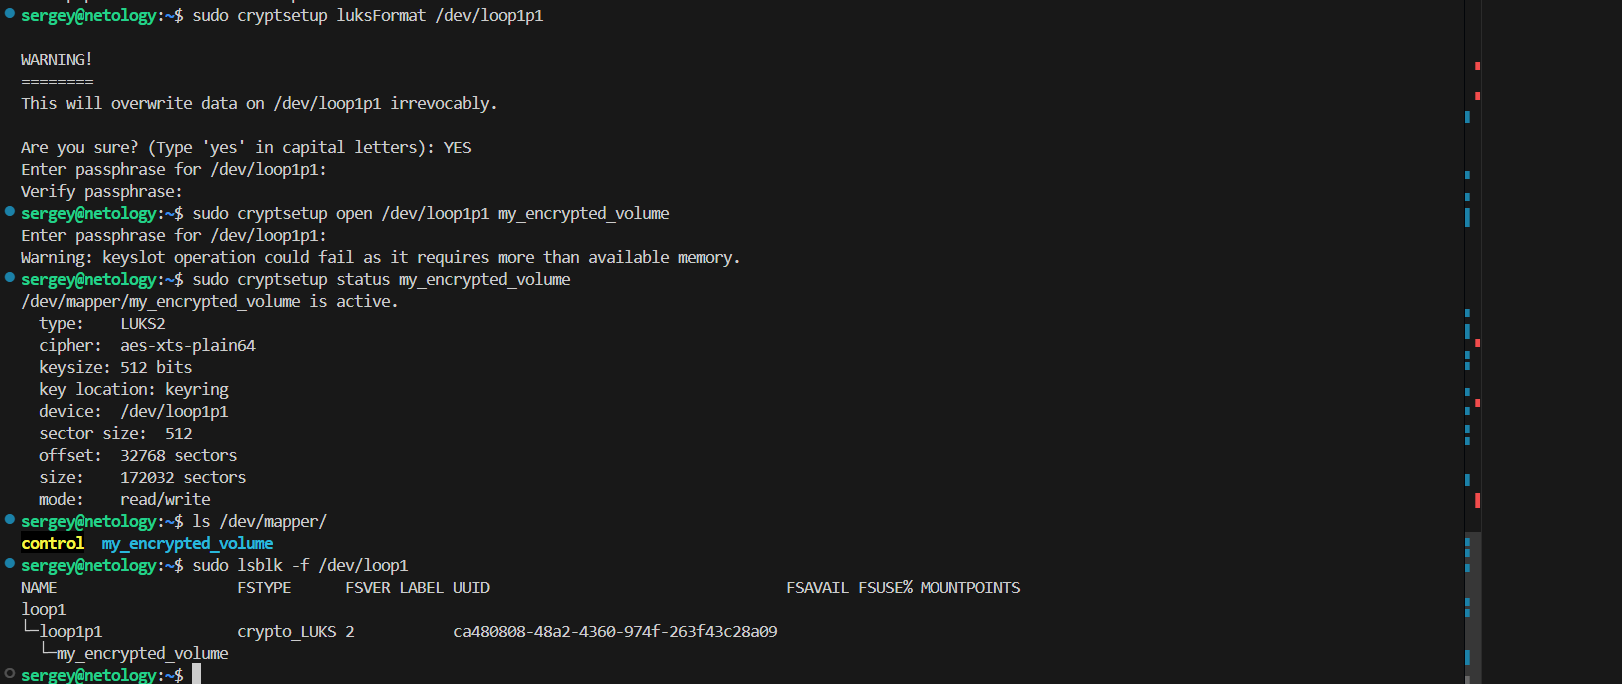 sergey@netology:~$ sudo cryptsetup luksFormat /dev/loop1p1
WARNING!
========
This will overwrite data on /dev/loop1p1 irrevocably.
Are you sure? (Type 'yes' in capital letters): YES
Enter passphrase for /dev/loop1p1:
Verify passphrase:
sergey@netology:~$ sudo cryptsetup open /dev/loop1p1 my_encrypted_volume
Enter passphrase for /dev/loop1p1:
Warning: keyslot operation could fail as it requires more than available memory.
sergey@netology:~$ sudo cryptsetup status my_encrypted_volume
/dev/mapper/my_encrypted_volume is active.
  type:    LUKS2
  cipher:  aes-xts-plain64
  keysize: 512 bits
  key location: keyring
  device:  /dev/loop1p1
  sector size:  512
  offset:  32768 sectors
  size:    172032 sectors
  mode:    read/write
sergey@netology:~$ ls /dev/mapper/
control  my_encrypted_volume
sergey@netology:~$ sudo lsblk -f /dev/loop1
NAME                    FSTYPE      FSVER LABEL UUID                                 FSAVAIL FSUSE% MOUNTPOINTS
loop1
└─loop1p1               crypto_LUKS 2           ca480808-48a2-4360-974f-263f43c28a09
  └─my_encrypted_volume
sergey@netology:~$